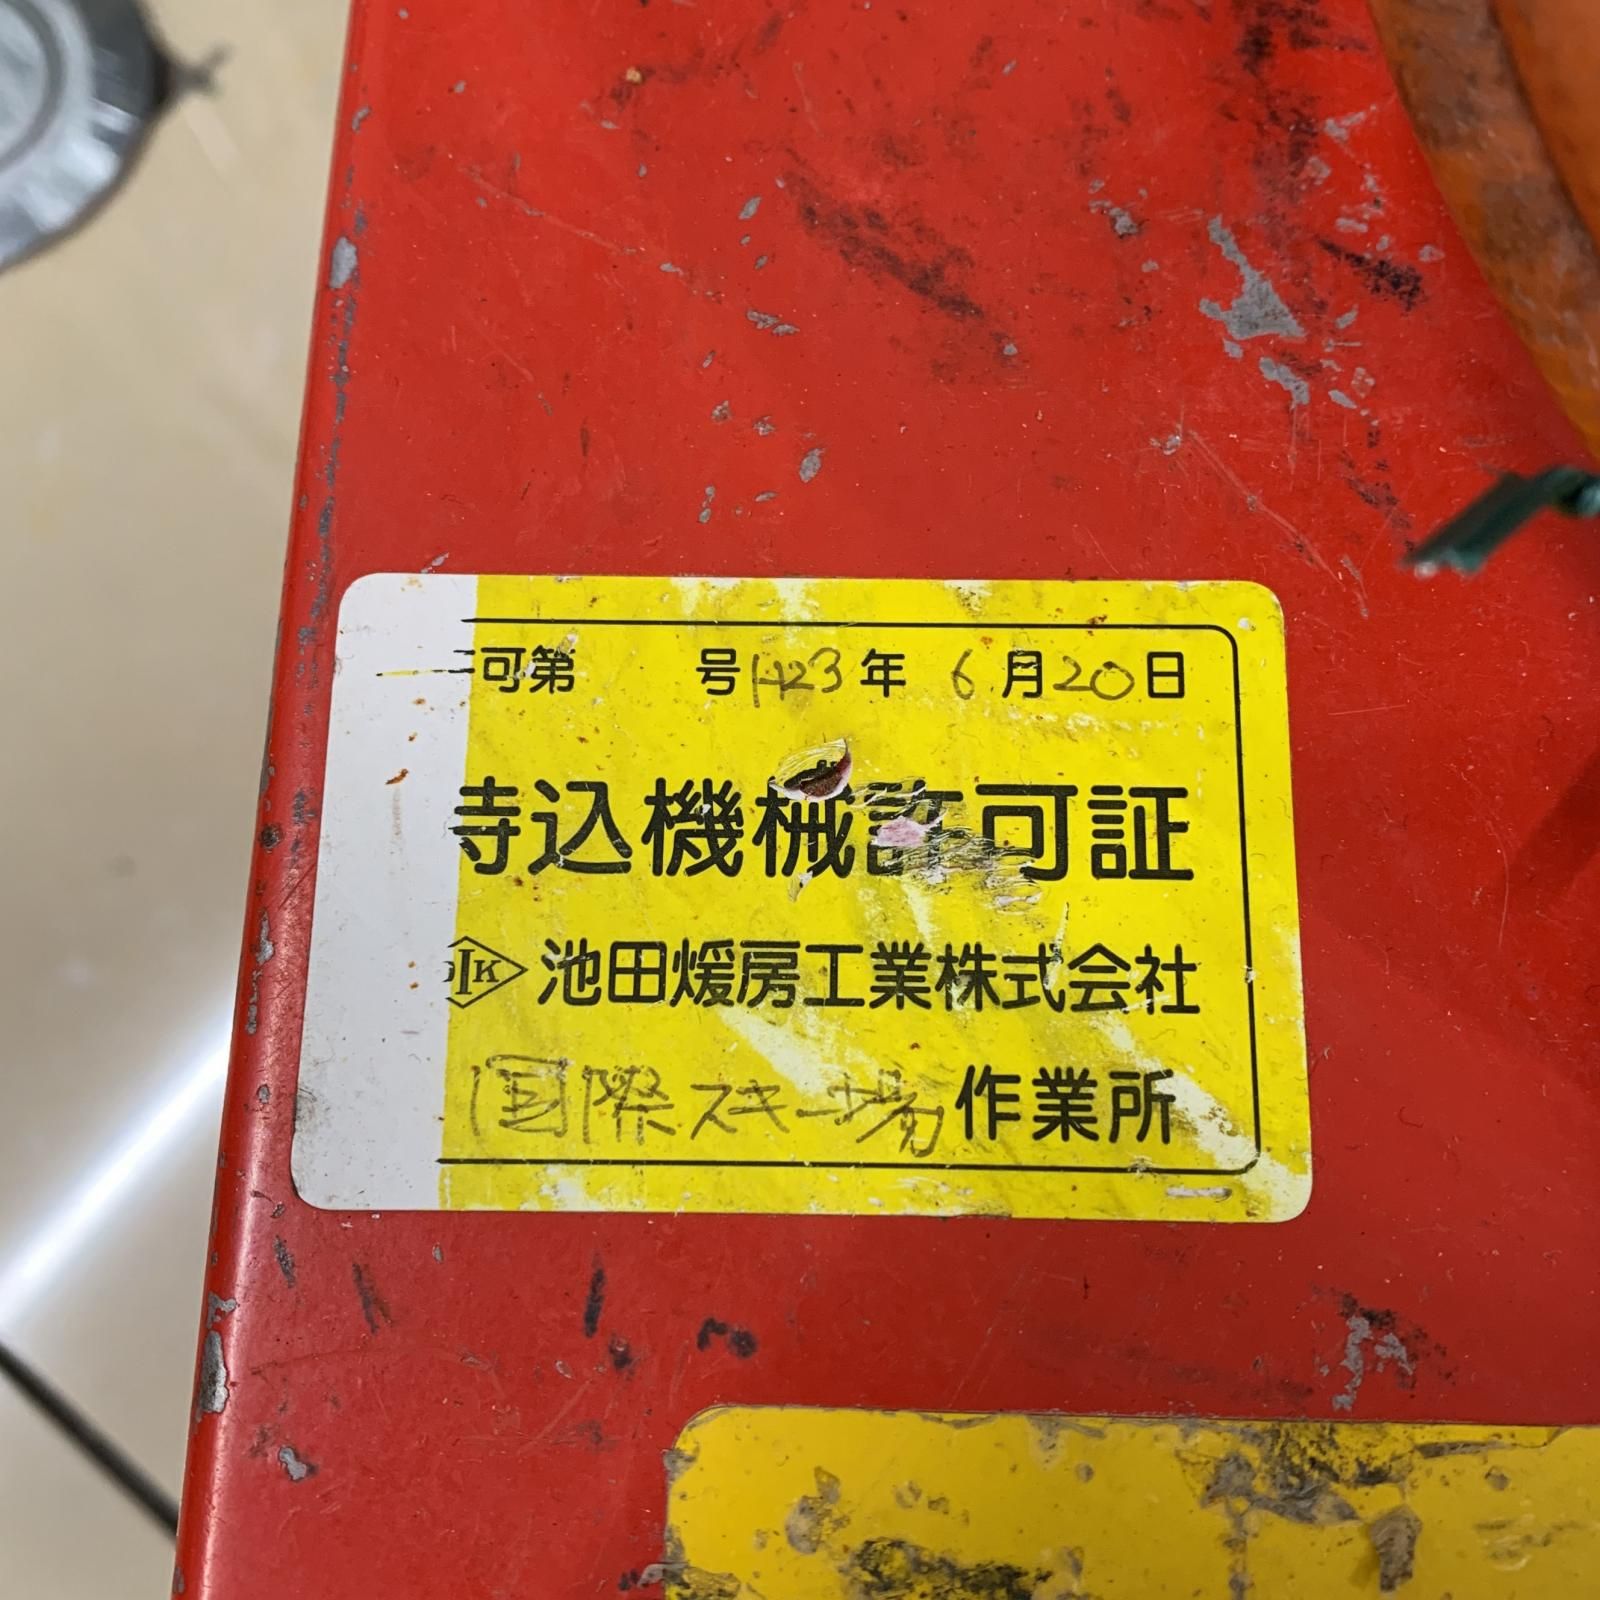 可第 号H23年 6月20日
持込機械許可証
IK 池田煖房工業株式会社
国際スキー場作業所